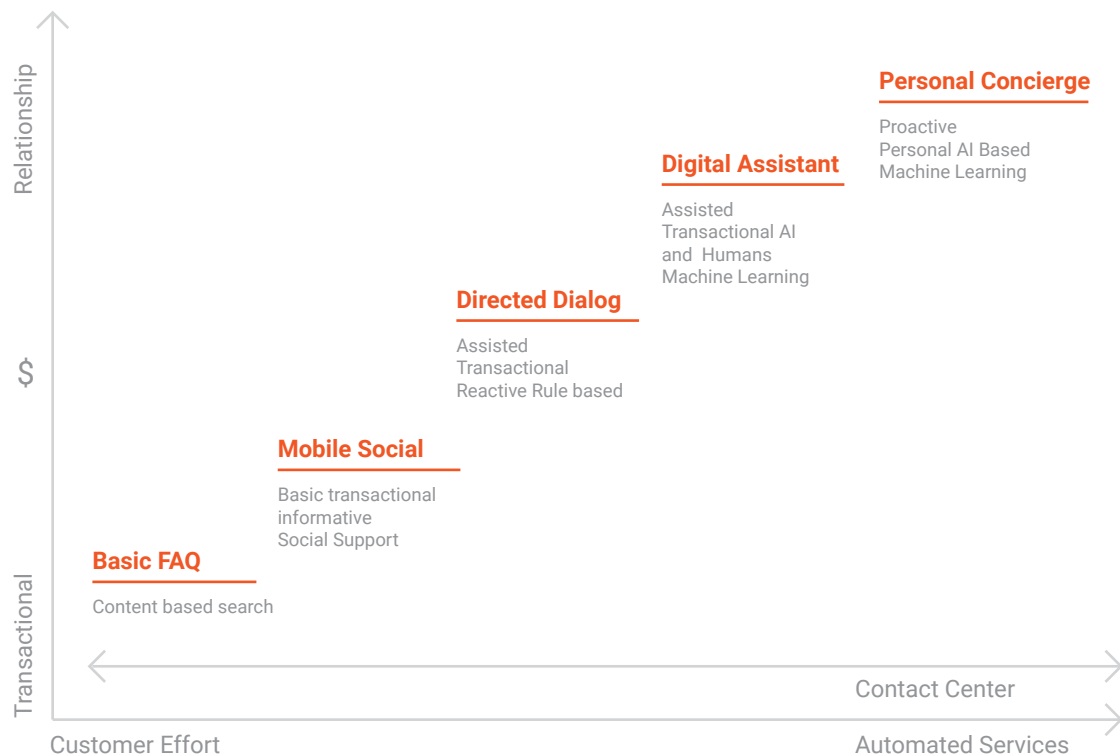 Relationship
$
Transactional
Personal Concierge
Proactive
Personal AI Based
Machine Learning
Digital Assistant
Assisted
Transactional AI
and  Humans
Machine Learning
Directed Dialog
Assisted
Transactional
Reactive Rule based
Mobile Social
Basic transactional
informative
Social Support
Basic FAQ
Content based search
Contact Center
Customer Effort
Automated Services